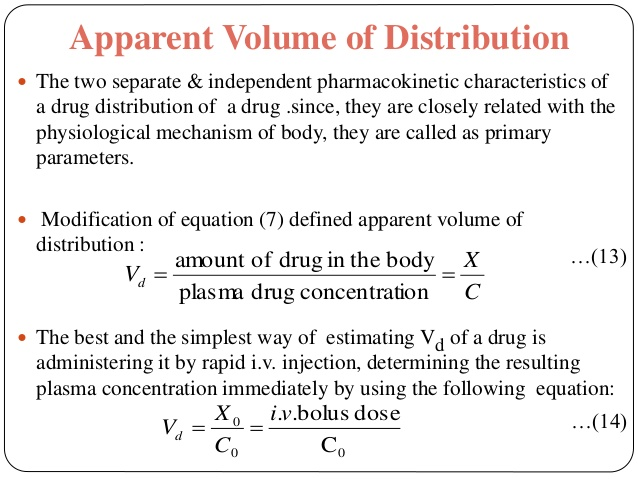 Apparent Volume of Distribution
• The two separate & independent pharmacokinetic characteristics of
a drug distribution of  a drug .since, they are closely related with the
physiological mechanism of body, they are called as primary
parameters.
• Modification of equation (7) defined apparent volume of
distribution :
V_d = amount of drug in the body / plasma drug concentration = X / C …(13)
• The best and the simplest way of  estimating V_d of a drug is
administering it by rapid i.v. injection, determining the resulting
plasma concentration immediately by using the following  equation:
V_d = X_0 / C_0 = i.v.bolus dose / C_0 …(14)